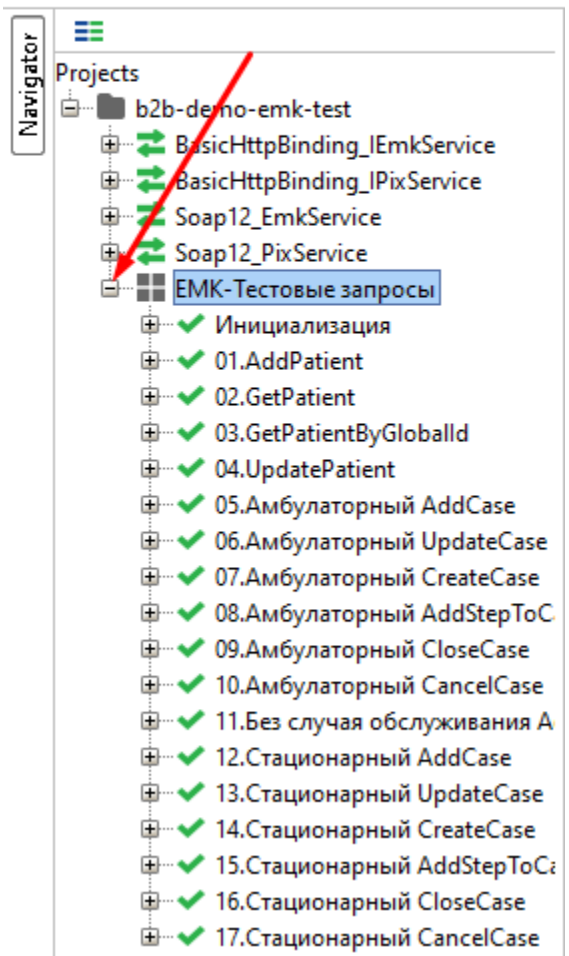 Navigator
Projects
b2b-demo-emk-test
BasicHttpBinding_IEmkService
BasicHttpBinding_IPixService
Soap12_EmkService
Soap12_PixService
ЕМК-Тестовые запросы
Инициализация
01.AddPatient
02.GetPatient
03.GetPatientByGlobalId
04.UpdatePatient
05.Амбулаторный AddCase
06.Амбулаторный UpdateCase
07.Амбулаторный CreateCase
08.Амбулаторный AddStepToC
09.Амбулаторный CloseCase
10.Амбулаторный CancelCase
11.Без случая обслуживания A
12.Стационарный AddCase
13.Стационарный UpdateCase
14.Стационарный CreateCase
15.Стационарный AddStepToCa
16.Стационарный CloseCase
17.Стационарный CancelCase